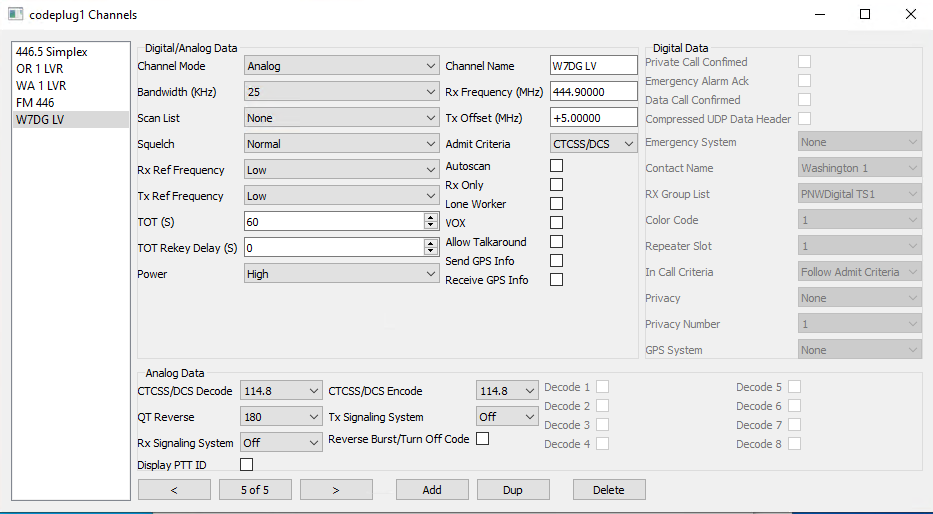 codeplug1 Channels
446.5 Simplex
OR 1 LVR
WA 1 LVR
FM 446
W7DG LV
Digital/Analog Data
Channel Mode Analog
Bandwidth (KHz) 25
Scan List None
Squelch Normal
Rx Ref Frequency Low
Tx Ref Frequency Low
TOT (S) 60
TOT Rekey Delay (S) 0
Power High
Channel Name W7DG LV
Rx Frequency (MHz) 444.90000
Tx Offset (MHz) +5.00000
Admit Criteria CTCSS/DCS
Autoscan
Rx Only
Lone Worker
VOX
Allow Talkaround
Send GPS Info
Receive GPS Info
Digital Data
Private Call Confimed
Emergency Alarm Ack
Data Call Confirmed
Compressed UDP Data Header
Emergency System None
Contact Name Washington 1
RX Group List PNWDigital TS1
Color Code 1
Repeater Slot 1
In Call Criteria Follow Admit Criteria
Privacy None
Privacy Number 1
GPS System None
Analog Data
CTCSS/DCS Decode 114.8 CTCSS/DCS Encode 114.8
QT Reverse 180 Tx Signaling System Off
Rx Signaling System Off Reverse Burst/Turn Off Code
Display PTT ID
Decode 1
Decode 2
Decode 3
Decode 4
Decode 5
Decode 6
Decode 7
Decode 8
< 5 of 5 > Add Dup Delete